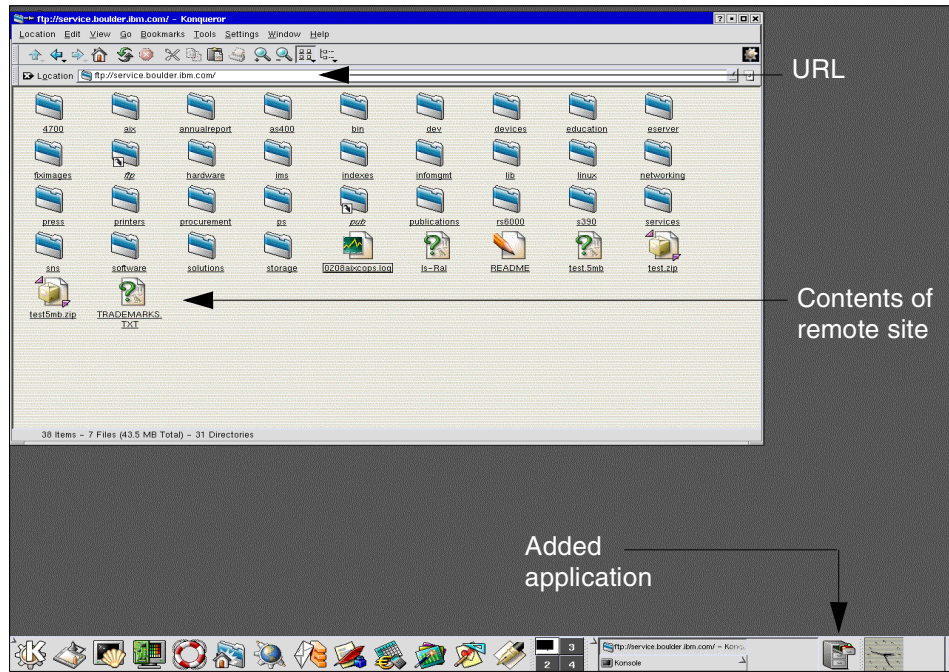 ftp://service.boulder.ibm.com/ - Konqueror
Location Edit View Go Bookmarks Tools Settings Window Help
Location ftp://service.boulder.ibm.com/
URL
4700 aix annualreport as400 bin dev devices education eserver
fixImages ftp hardware ims indexes infomgmt lib linux networking
press printers procurement ps pub publications rs6000 s390 services
sns software solutions storage 0208aixcops.log ls-Ral README test.5mb test.zip
test5mb.zip TRADEMARKS.
TXT
Contents of
remote site
38 Items - 7 Files (43.5 MB Total) - 31 Directories
Added
application
3
2 4
ftp://service.boulder.ibm.com/ - Konq
Konsole